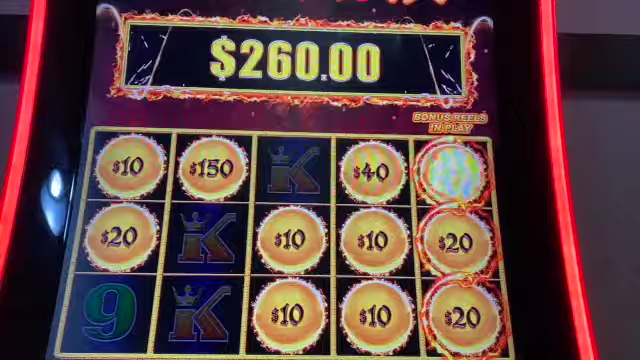 $260.00
BONUS REELS
IN PLAY
$10 $150 K $40
$20 K $10 $10 $20
9 K $10 $10 $20